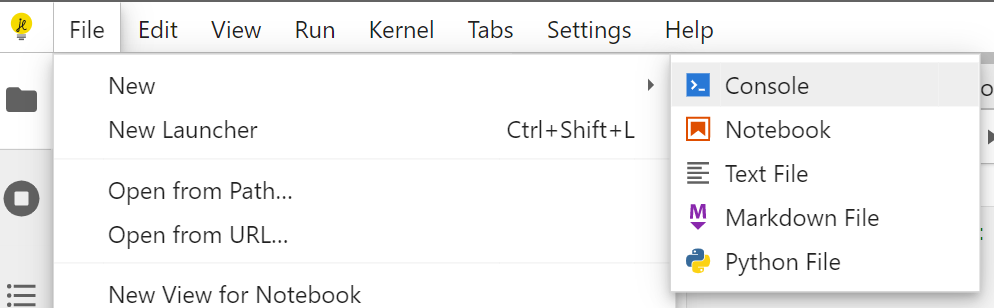 File Edit View Run Kernel Tabs Settings Help
New
New Launcher Ctrl+Shift+L
Open from Path...
Open from URL...
New View for Notebook
Console
Notebook
Text File
Markdown File
Python File